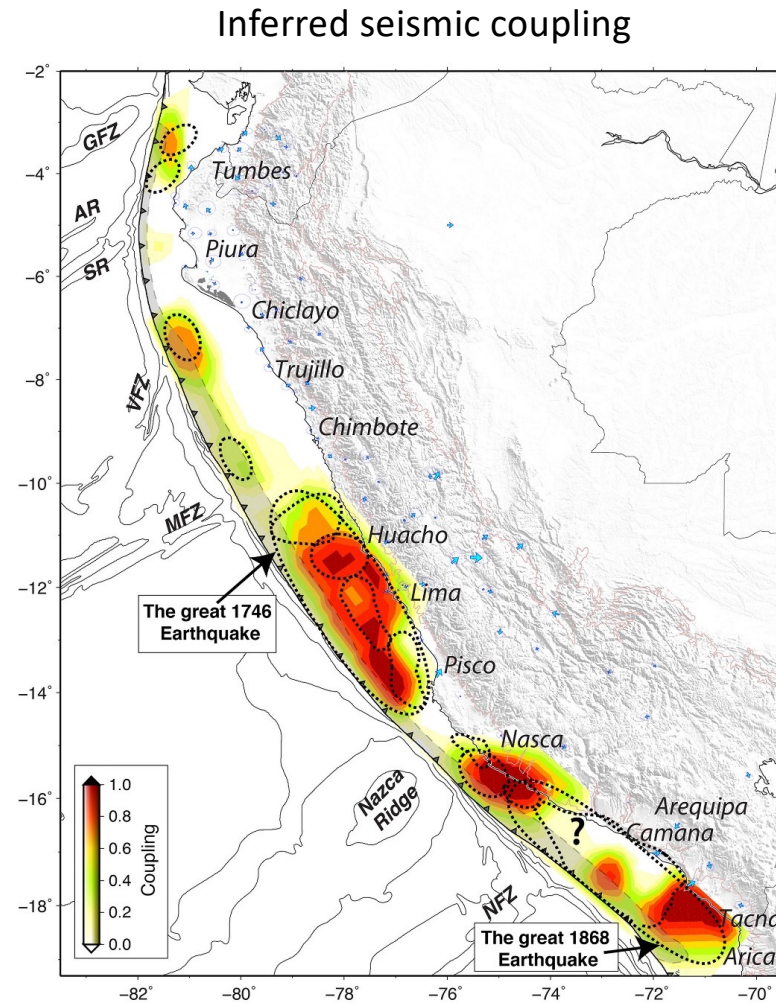 Inferred seismic coupling
−2
GFZ
−4
Tumbes
AR
SR
Piura
−6
Chiclayo
VFZ
Trujillo
−8
Chimbote
−10
MFZ
Huacho
−12
Lima
The great 1746
Earthquake
Pisco
−14
Nasca
1.0
0.8
0.6
0.4
0.2
0.0
Coupling
Nazca
Ridge
−16
?
Arequipa
Camana
NFZ
−18
Tacna
The great 1868
Earthquake
Arica
−82
−80
−78
−76
−74
−72
−70